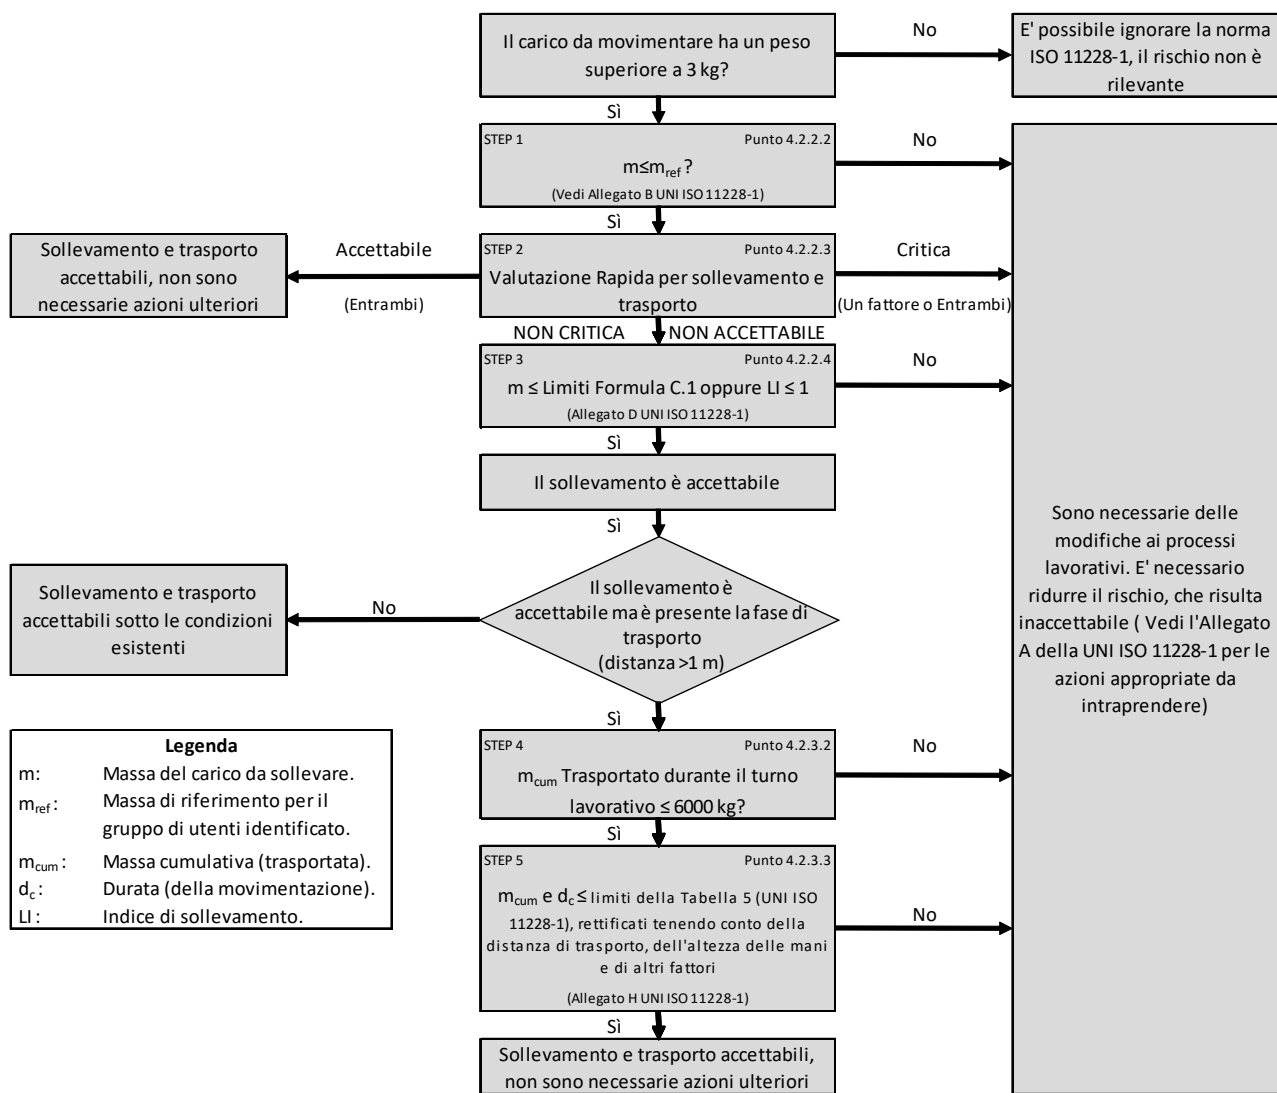 Il carico da movimentare ha un peso
superiore a 3 kg?
No
E' possibile ignorare la norma
ISO 11228-1, il rischio non è
rilevante
Sì
STEP 1 Punto 4.2.2.2
m≤mref ?
(Vedi Allegato B UNI ISO 11228-1)
No
Sì
Sollevamento e trasporto
accettabili, non sono
necessarie azioni ulteriori
Accettabile
(Entrambi)
STEP 2 Punto 4.2.2.3
Valutazione Rapida per sollevamento e
trasporto
Critica
(Un fattore o Entrambi)
NON CRITICA NON ACCETTABILE
STEP 3 Punto 4.2.2.4
m ≤ Limiti Formula C.1 oppure LI ≤ 1
(Allegato D UNI ISO 11228-1)
No
Sì
Il sollevamento è accettabile
Sì
Il sollevamento è
accettabile ma è presente la fase di
trasporto
(distanza >1 m)
No
Sollevamento e trasporto
accettabili sotto le condizioni
esistenti
Sono necessarie delle
modifiche ai processi
lavorativi. E' necessario
ridurre il rischio, che risulta
inaccettabile ( Vedi l'Allegato
A della UNI ISO 11228-1 per le
azioni appropriate da
intraprendere)
Sì
STEP 4 Punto 4.2.3.2
mcum Trasportato durante il turno
lavorativo ≤ 6000 kg?
No
Sì
STEP 5 Punto 4.2.3.3
mcum e dc ≤ limiti della Tabella 5 (UNI ISO
11228-1), rettificati tenendo conto della
distanza di trasporto, dell'altezza delle mani
e di altri fattori
(Allegato H UNI ISO 11228-1)
No
Sì
Sollevamento e trasporto accettabili,
non sono necessarie azioni ulteriori
Legenda
m: Massa del carico da sollevare.
mref : Massa di riferimento per il
gruppo di utenti identificato.
mcum : Massa cumulativa (trasportata).
dc : Durata (della movimentazione).
LI : Indice di sollevamento.